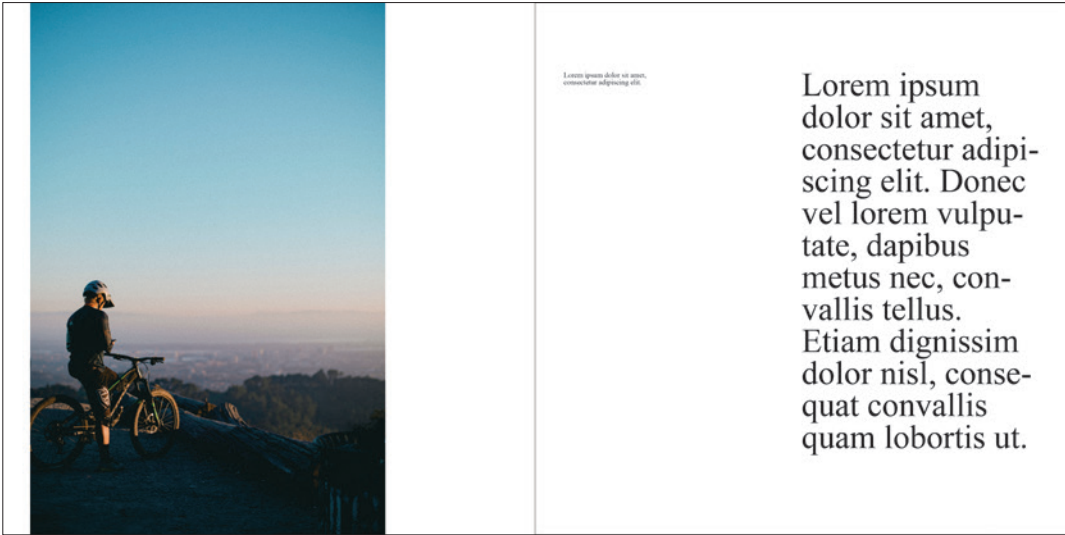 Lorem ipsum dolor sit amet,
consectetur adipiscing elit.
Lorem ipsum
dolor sit amet,
consectetur adipi-
scing elit. Donec
vel lorem vulpu-
tate, dapibus
metus nec, con-
vallis tellus.
Etiam dignissim
dolor nisl, conse-
quat convallis
quam lobortis ut.